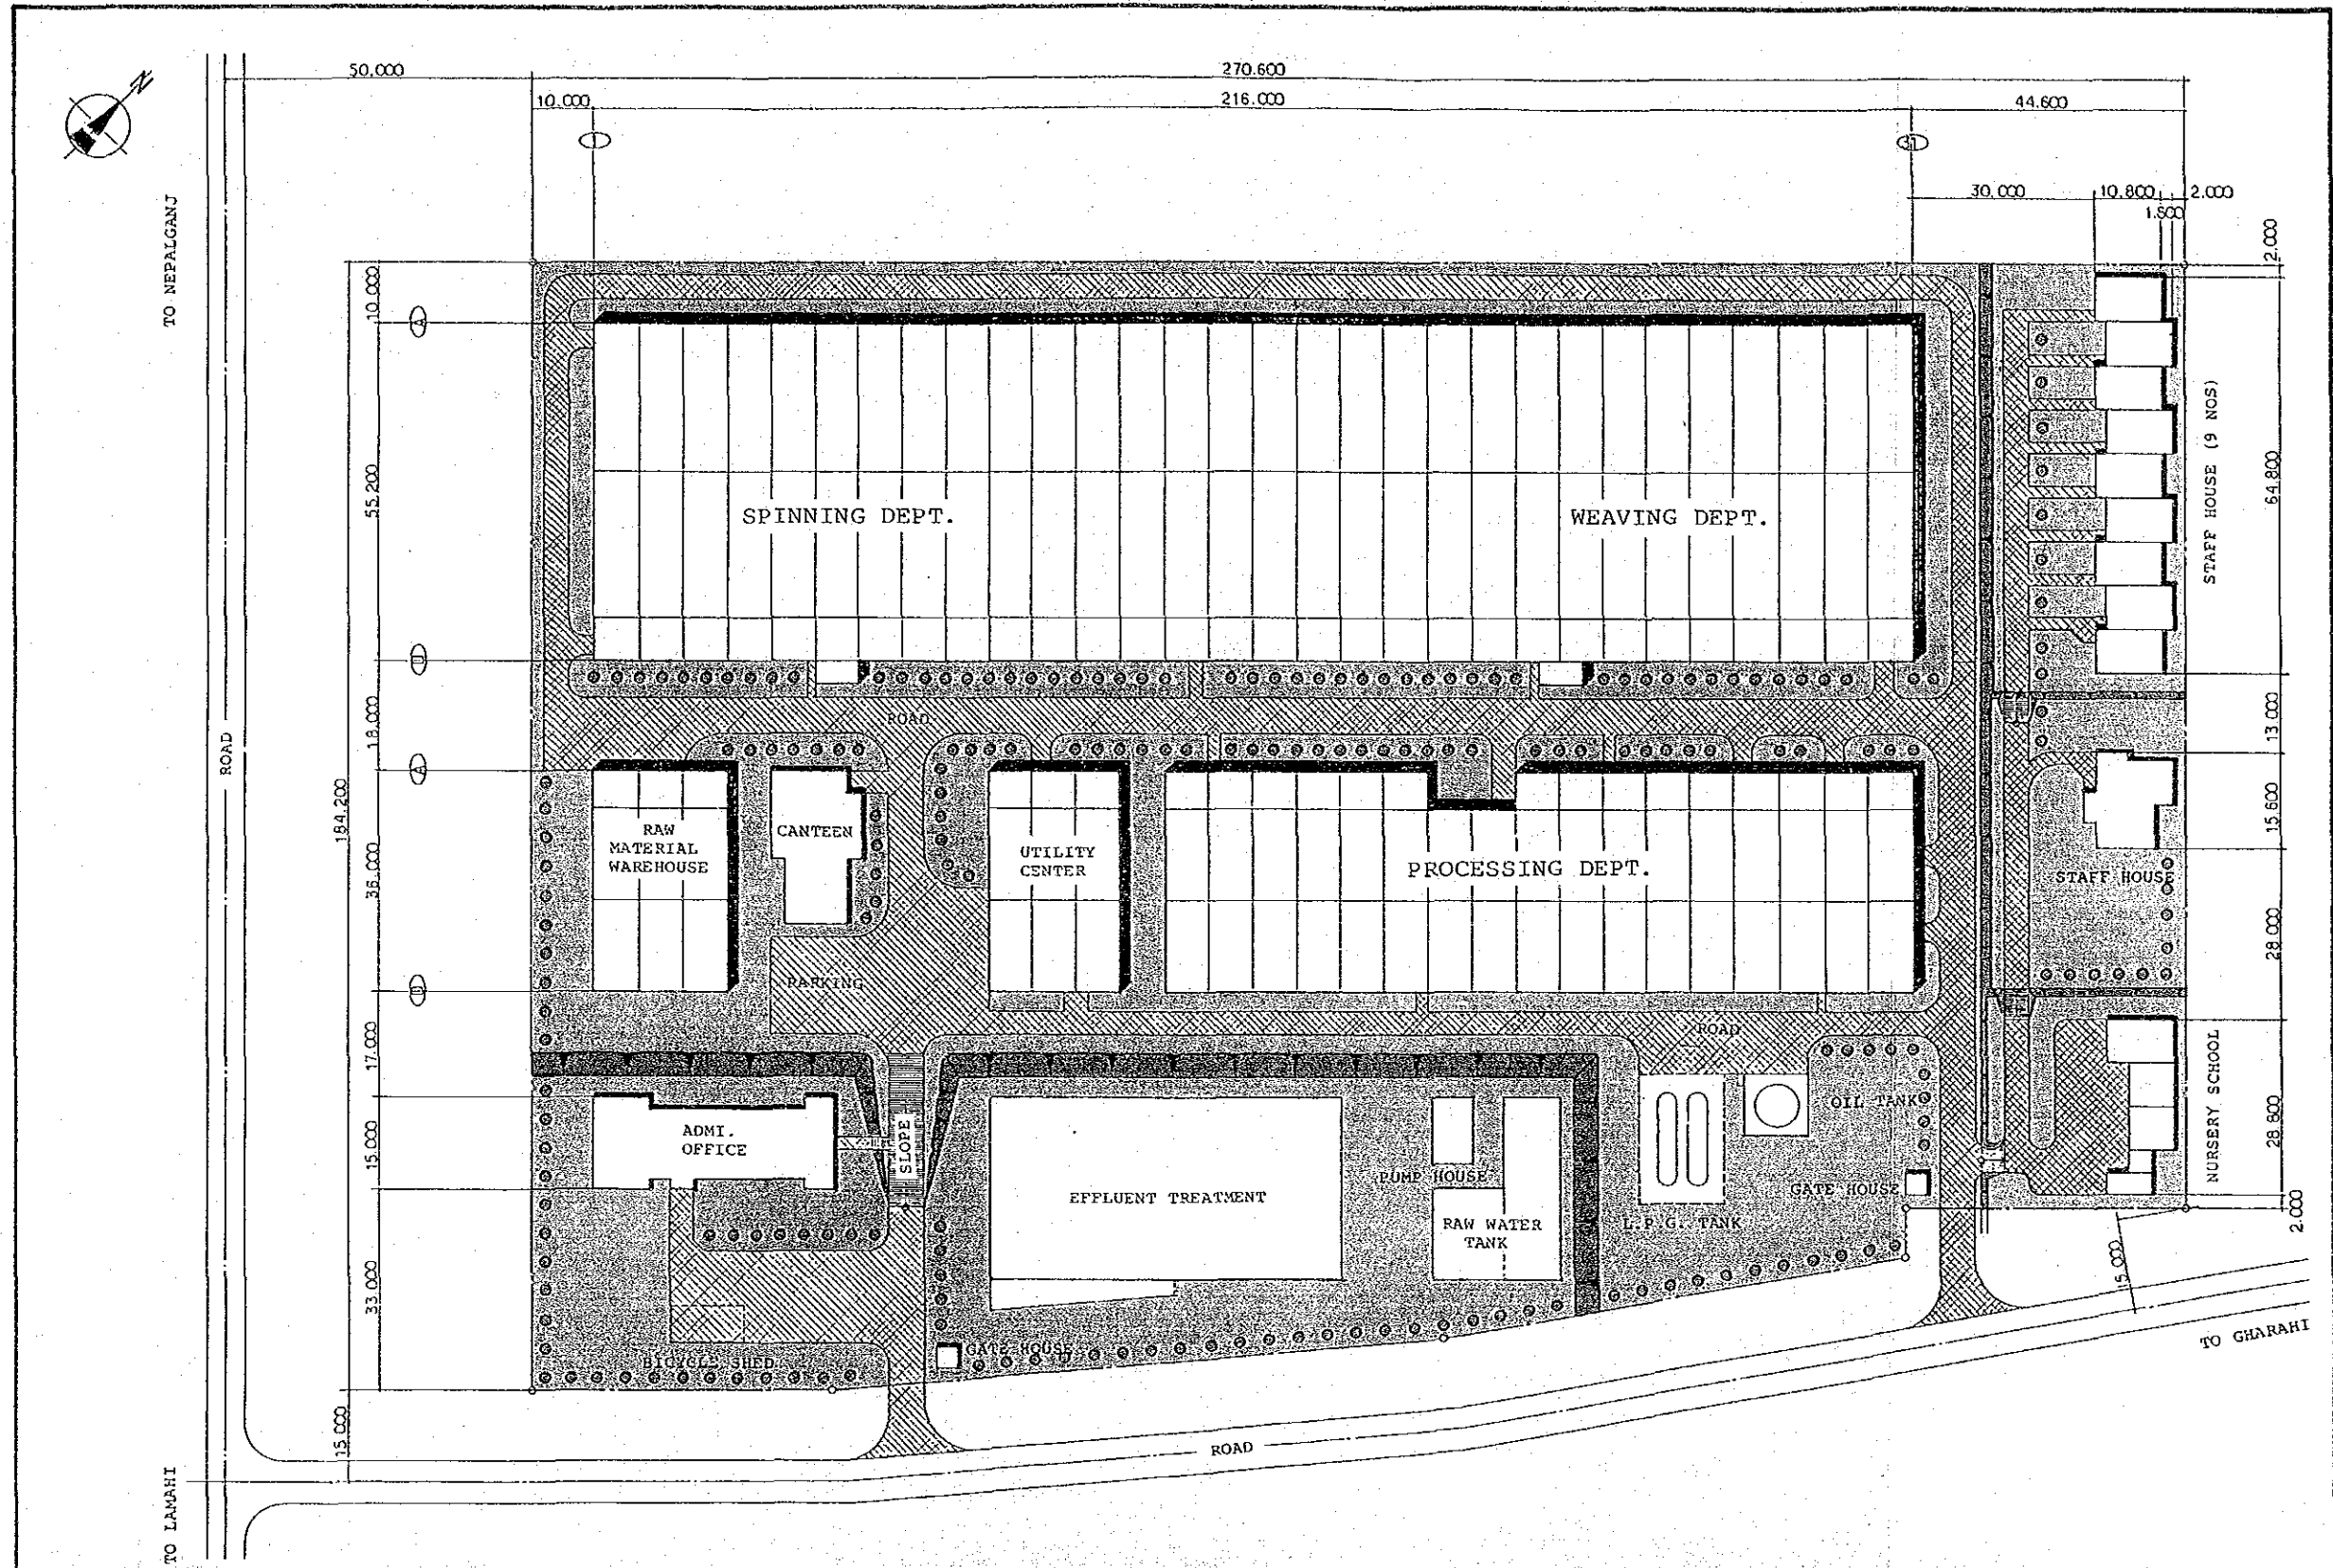 50.000
270.600
10.000
216.000
44.600
N
1
31
30.000
10.800
2.000
1.800
TO NEPALGANJ
2.000
10.000
A
SPINNING DEPT.
WEAVING DEPT.
55.200
STAFF HOUSE (9 NOS)
64.800
D
ROAD
18.000
13.000
ROAD
184.200
A
RAW
MATERIAL
WAREHOUSE
CANTEEN
UTILITY
CENTER
PROCESSING DEPT.
15.600
STAFF HOUSE
36.000
28.000
PARKING
D
ROAD
17.000
NURSERY SCHOOL
ADMI.
OFFICE
SLOPE
OIL TANK
15.000
28.800
PUMP HOUSE
GATE HOUSE
EFFLUENT TREATMENT
RAW WATER
TANK
L.P.G. TANK
2.000
33.000
15.000
BICYCLE SHED
GATE HOUSE
TO GHARAHI
15.000
ROAD
TO LAMAHI